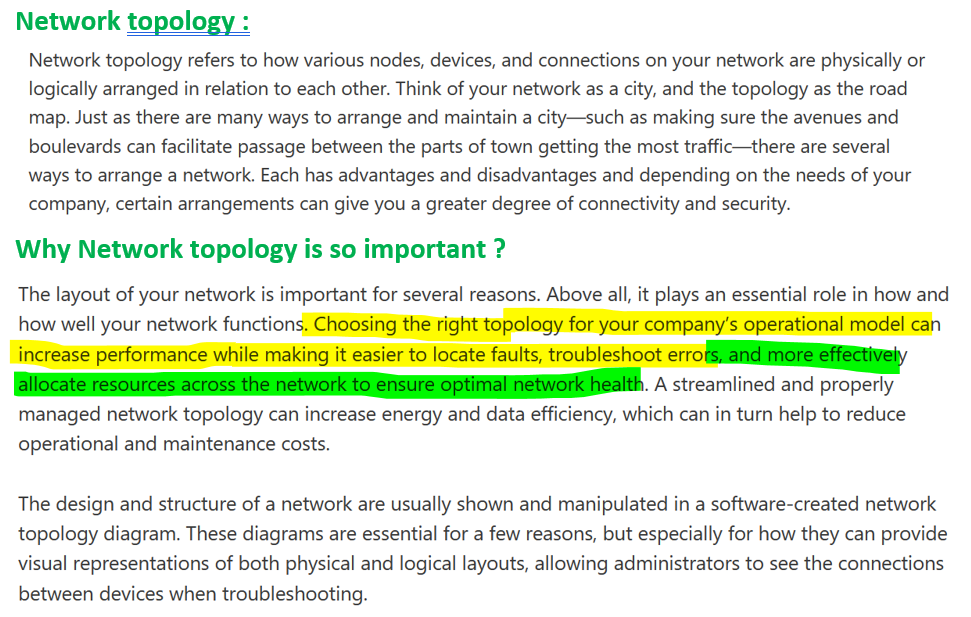 Network topology :
Network topology refers to how various nodes, devices, and connections on your network are physically or
logically arranged in relation to each other. Think of your network as a city, and the topology as the road
map. Just as there are many ways to arrange and maintain a city—such as making sure the avenues and
boulevards can facilitate passage between the parts of town getting the most traffic—there are several
ways to arrange a network. Each has advantages and disadvantages and depending on the needs of your
company, certain arrangements can give you a greater degree of connectivity and security.
Why Network topology is so important ?
The layout of your network is important for several reasons. Above all, it plays an essential role in how and
how well your network functions. Choosing the right topology for your company’s operational model can
increase performance while making it easier to locate faults, troubleshoot errors, and more effectively
allocate resources across the network to ensure optimal network health. A streamlined and properly
managed network topology can increase energy and data efficiency, which can in turn help to reduce
operational and maintenance costs.
The design and structure of a network are usually shown and manipulated in a software-created network
topology diagram. These diagrams are essential for a few reasons, but especially for how they can provide
visual representations of both physical and logical layouts, allowing administrators to see the connections
between devices when troubleshooting.